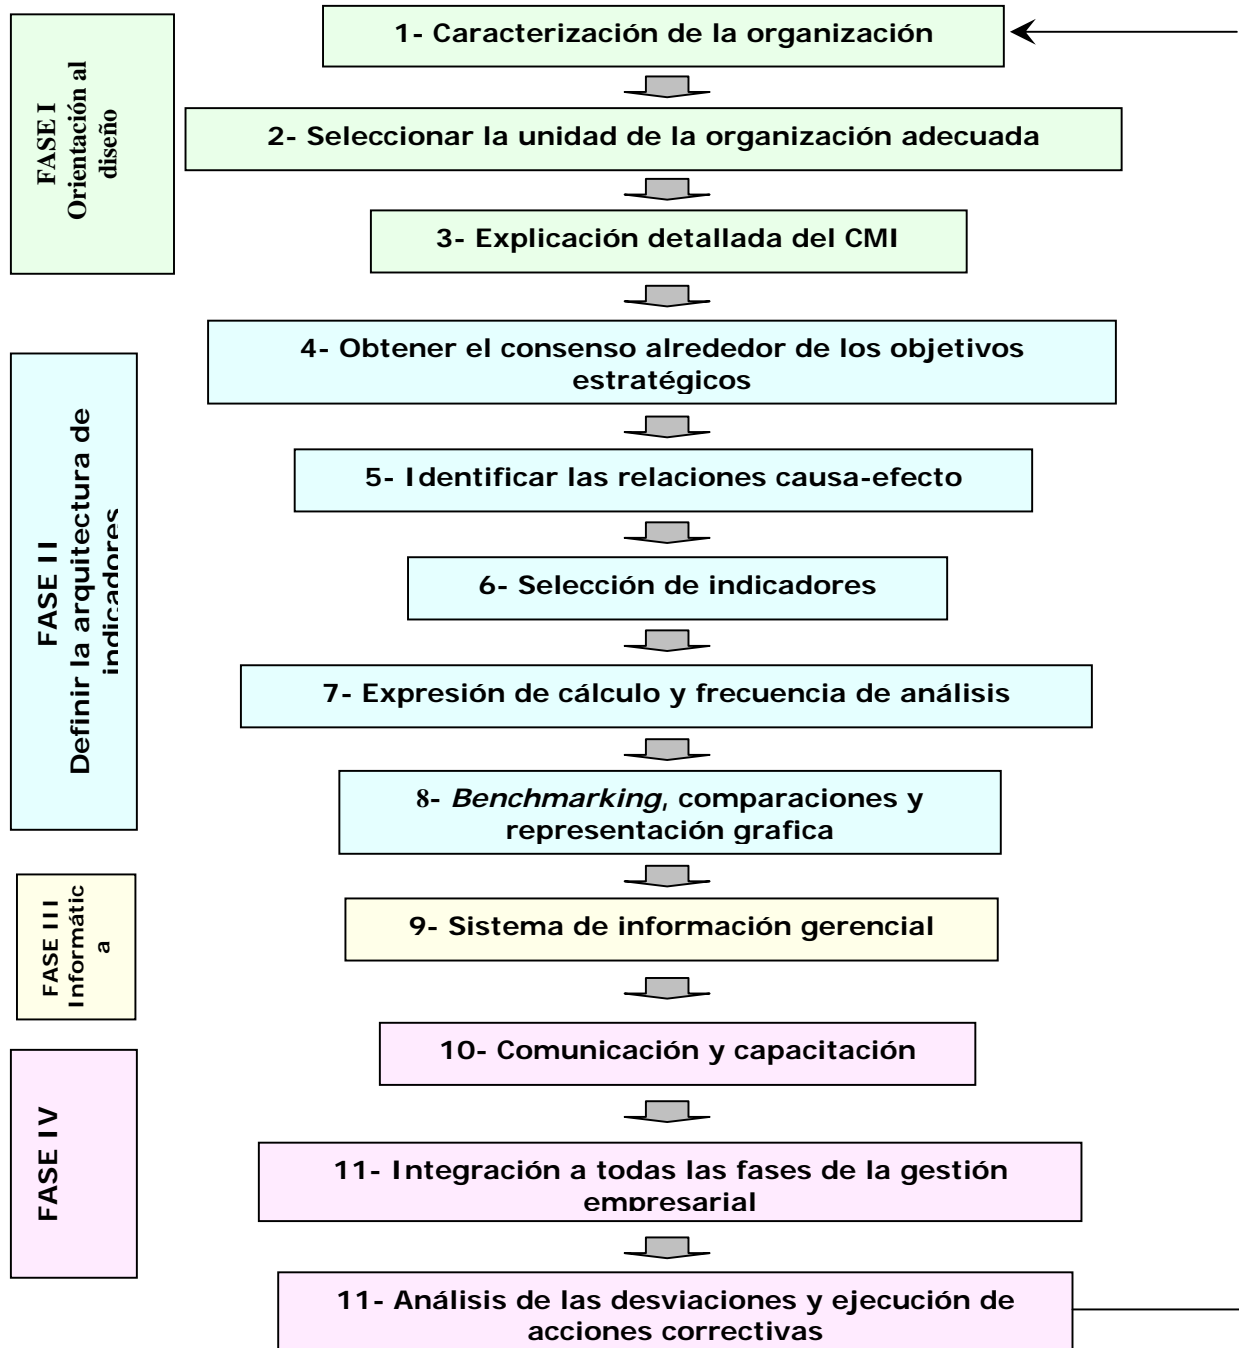 FASE I
Orientación al
diseño
1- Caracterización de la organización
2- Seleccionar la unidad de la organización adecuada
3- Explicación detallada del CMI
FASE II
Definir la arquitectura de
indicadores
4- Obtener el consenso alrededor de los objetivos
estratégicos
5- Identificar las relaciones causa-efecto
6- Selección de indicadores
7- Expresión de cálculo y frecuencia de análisis
8- Benchmarking, comparaciones y
representación grafica
FASE III
Informátic
a
9- Sistema de información gerencial
FASE IV
10- Comunicación y capacitación
11- Integración a todas las fases de la gestión
empresarial
11- Análisis de las desviaciones y ejecución de
acciones correctivas